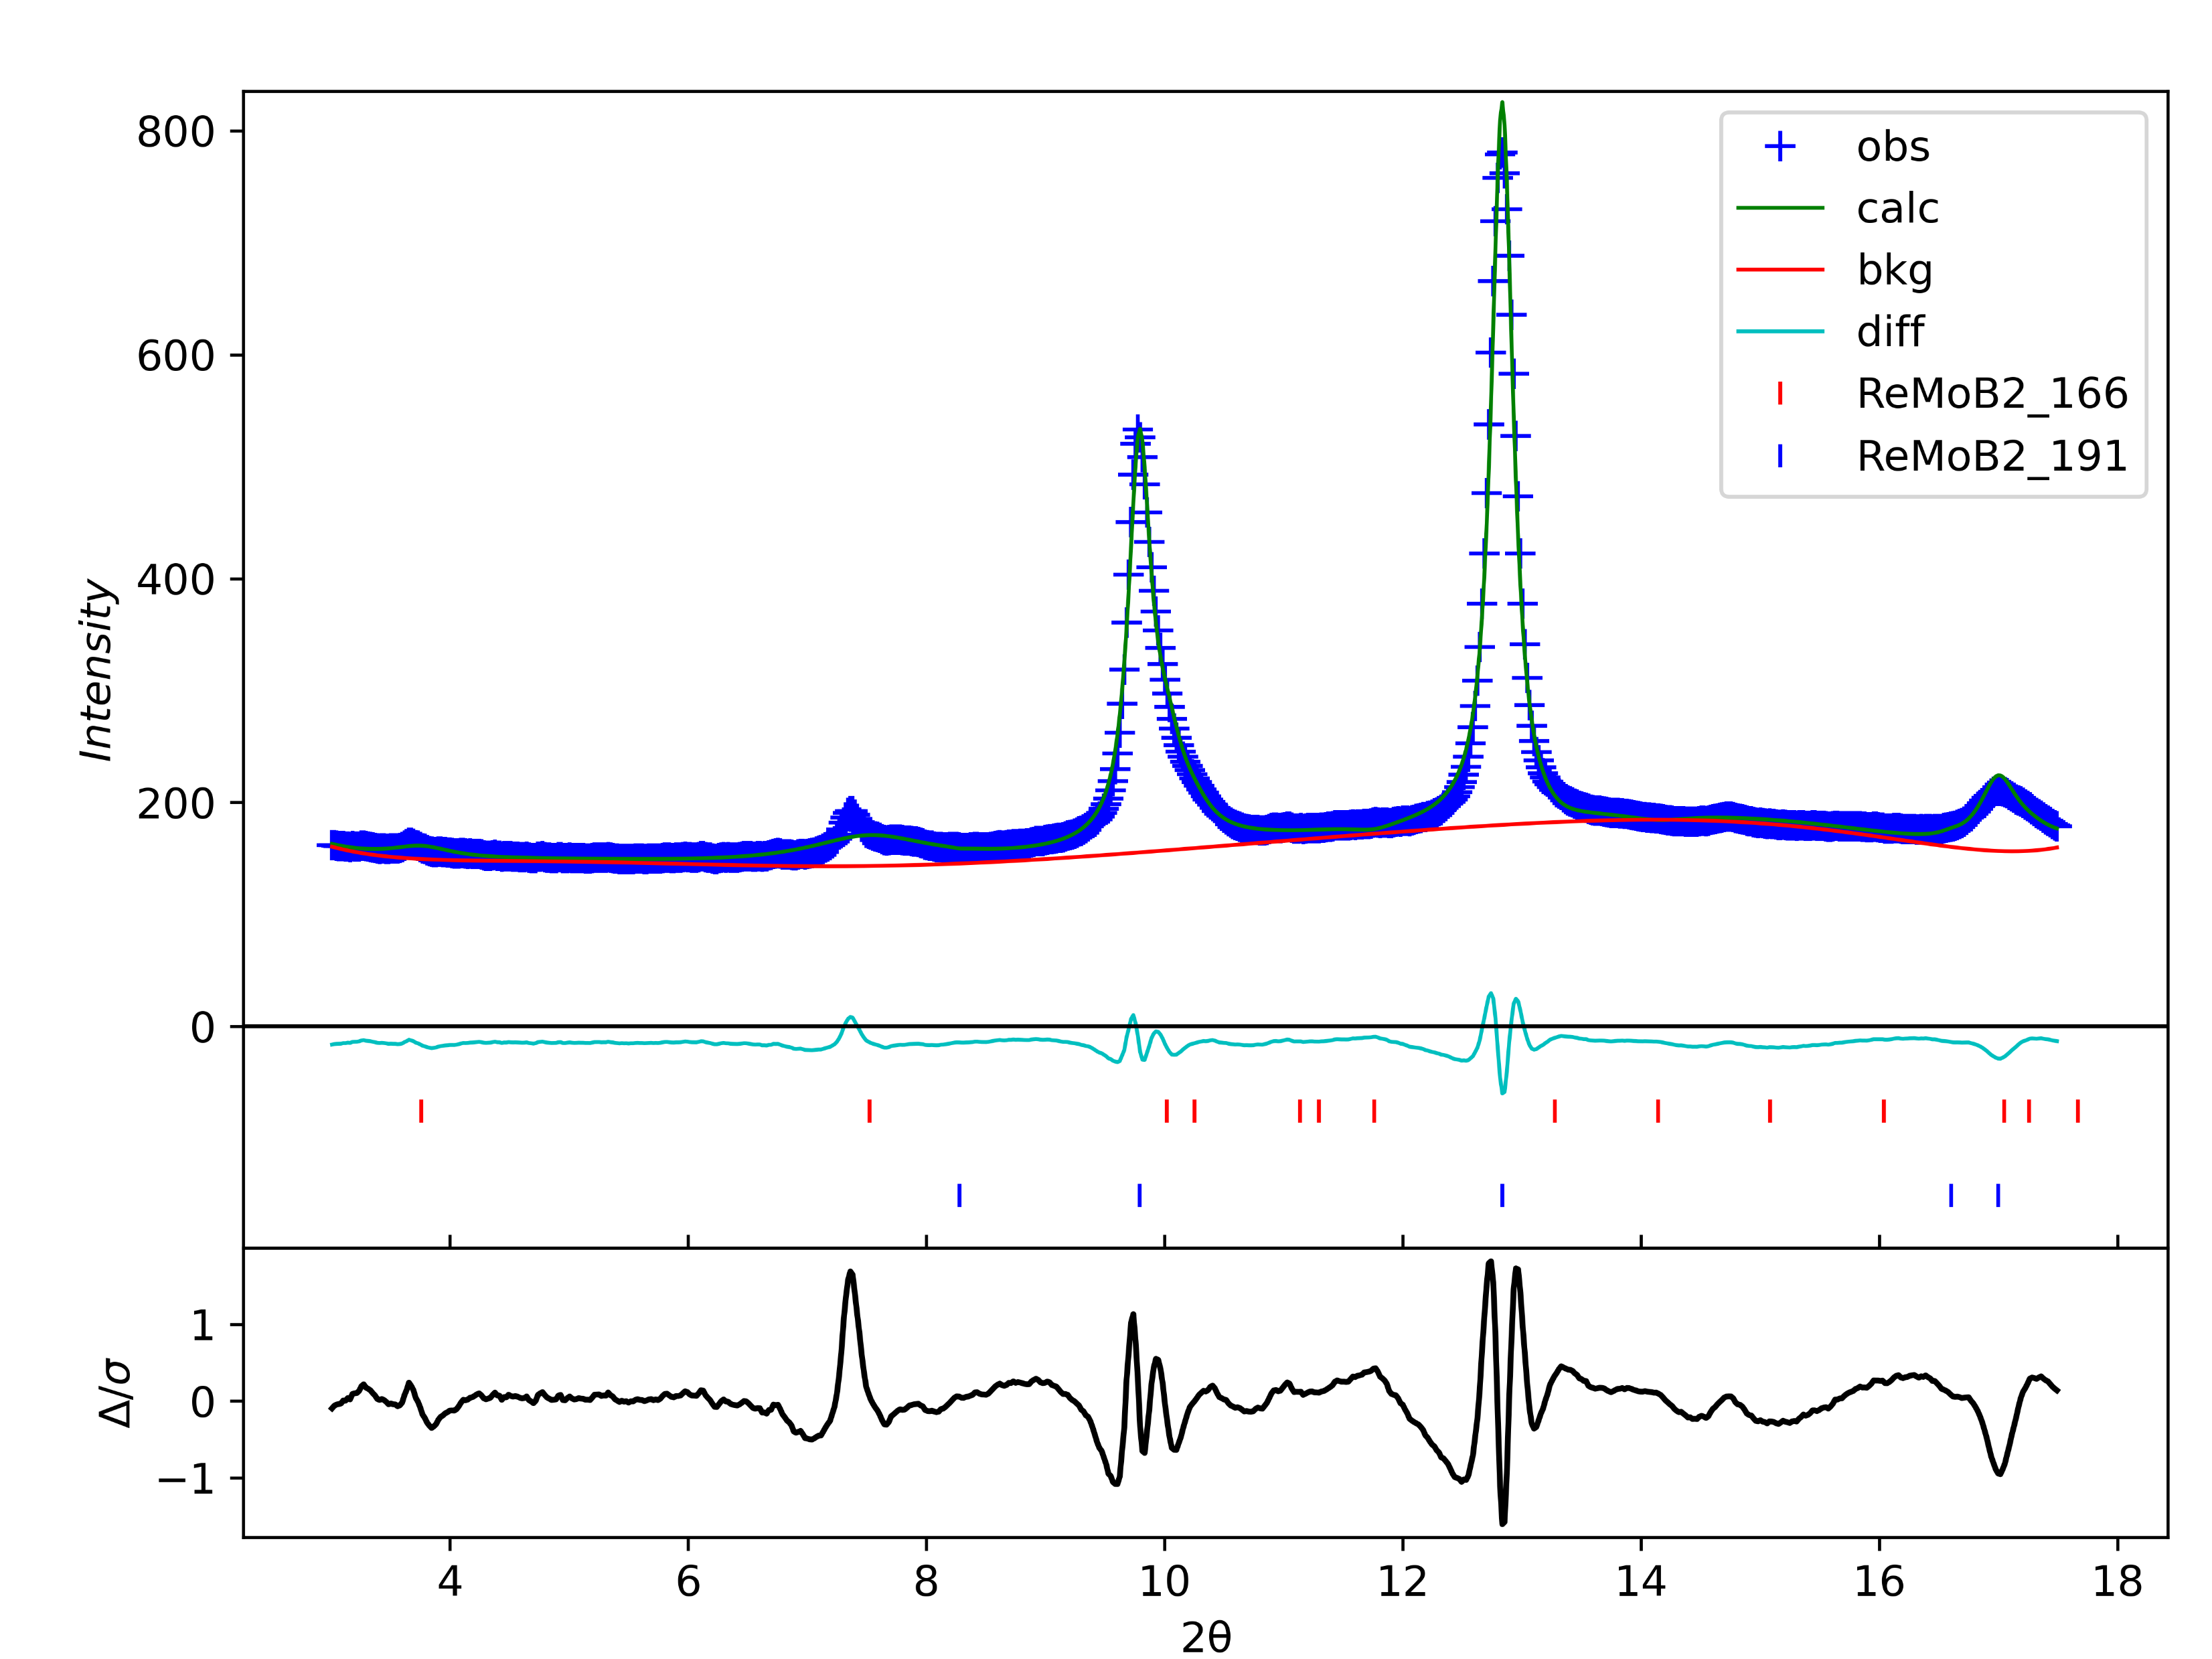 800
600
400
200
0
Intensity
obs
calc
bkg
diff
ReMoB2_166
ReMoB2_191
1
0
−1
Δ/σ
4 6 8 10 12 14 16 18
2θ